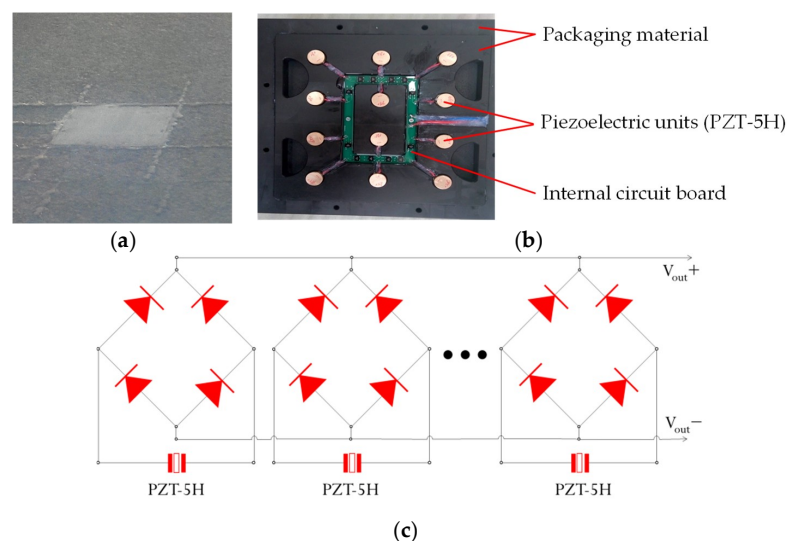 Packaging material
Piezoelectric units (PZT-5H)
Internal circuit board
(a)
(b)
Vout+
Vout−
PZT-5H
PZT-5H
PZT-5H
(c)